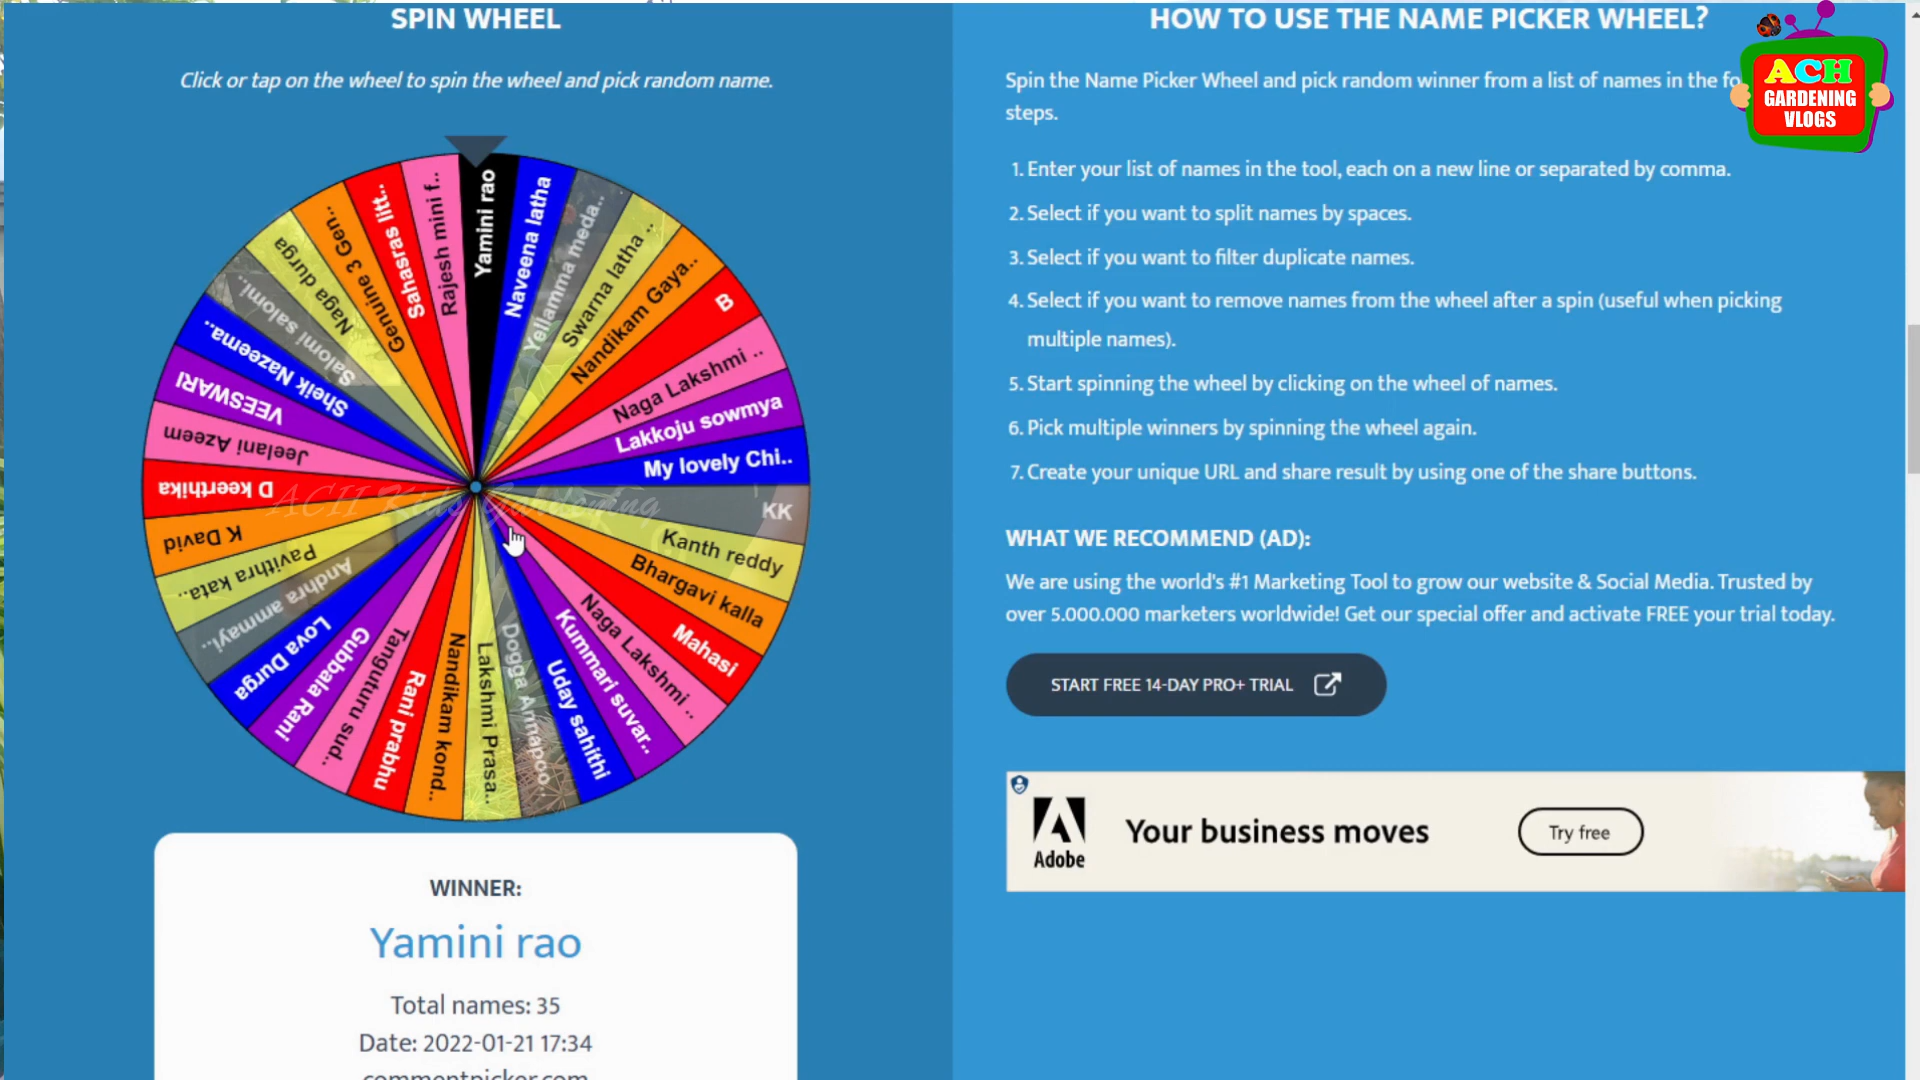 SPIN WHEEL
Click or tap on the wheel to spin the wheel and pick random name.
Yamini rao
Naveena latha
Yellamma meda..
Swarna latha ..
Nandikam Gaya..
B
Naga Lakshmi ..
Lakkoju sowmya
My lovely Chi..
KK
Kanth reddy
Bhargavi kalla
Mahasi
Naga Lakshmi ..
Kummari suvar..
Uday sahithi
Dogga Annapoo..
Lakshmi Prasa..
Nandikam kond..
Rani prabhu
Tanguturu sud..
Gubbala Rani
Lova Durga
Andhra ammayi..
Pavithra kata..
K David
D keerthika
Jeelani Azeem
VEESWARI
Sheik Nazeema..
Salomi salomi..
Naga durga
Genuine 3 Gen..
Sahasras litt..
Rajesh mini f..
ACH Kids Gardening
WINNER:
Yamini rao
Total names: 35
Date: 2022-01-21 17:34
commentpicker.com
HOW TO USE THE NAME PICKER WHEEL?
Spin the Name Picker Wheel and pick random winner from a list of names in the fo
steps.
1. Enter your list of names in the tool, each on a new line or separated by comma.
2. Select if you want to split names by spaces.
3. Select if you want to filter duplicate names.
4. Select if you want to remove names from the wheel after a spin (useful when picking
multiple names).
5. Start spinning the wheel by clicking on the wheel of names.
6. Pick multiple winners by spinning the wheel again.
7. Create your unique URL and share result by using one of the share buttons.
WHAT WE RECOMMEND (AD):
We are using the world's #1 Marketing Tool to grow our website & Social Media. Trusted by
over 5.000.000 marketers worldwide! Get our special offer and activate FREE your trial today.
START FREE 14-DAY PRO+ TRIAL
Adobe
Your business moves
Try free
ACH
GARDENING
VLOGS